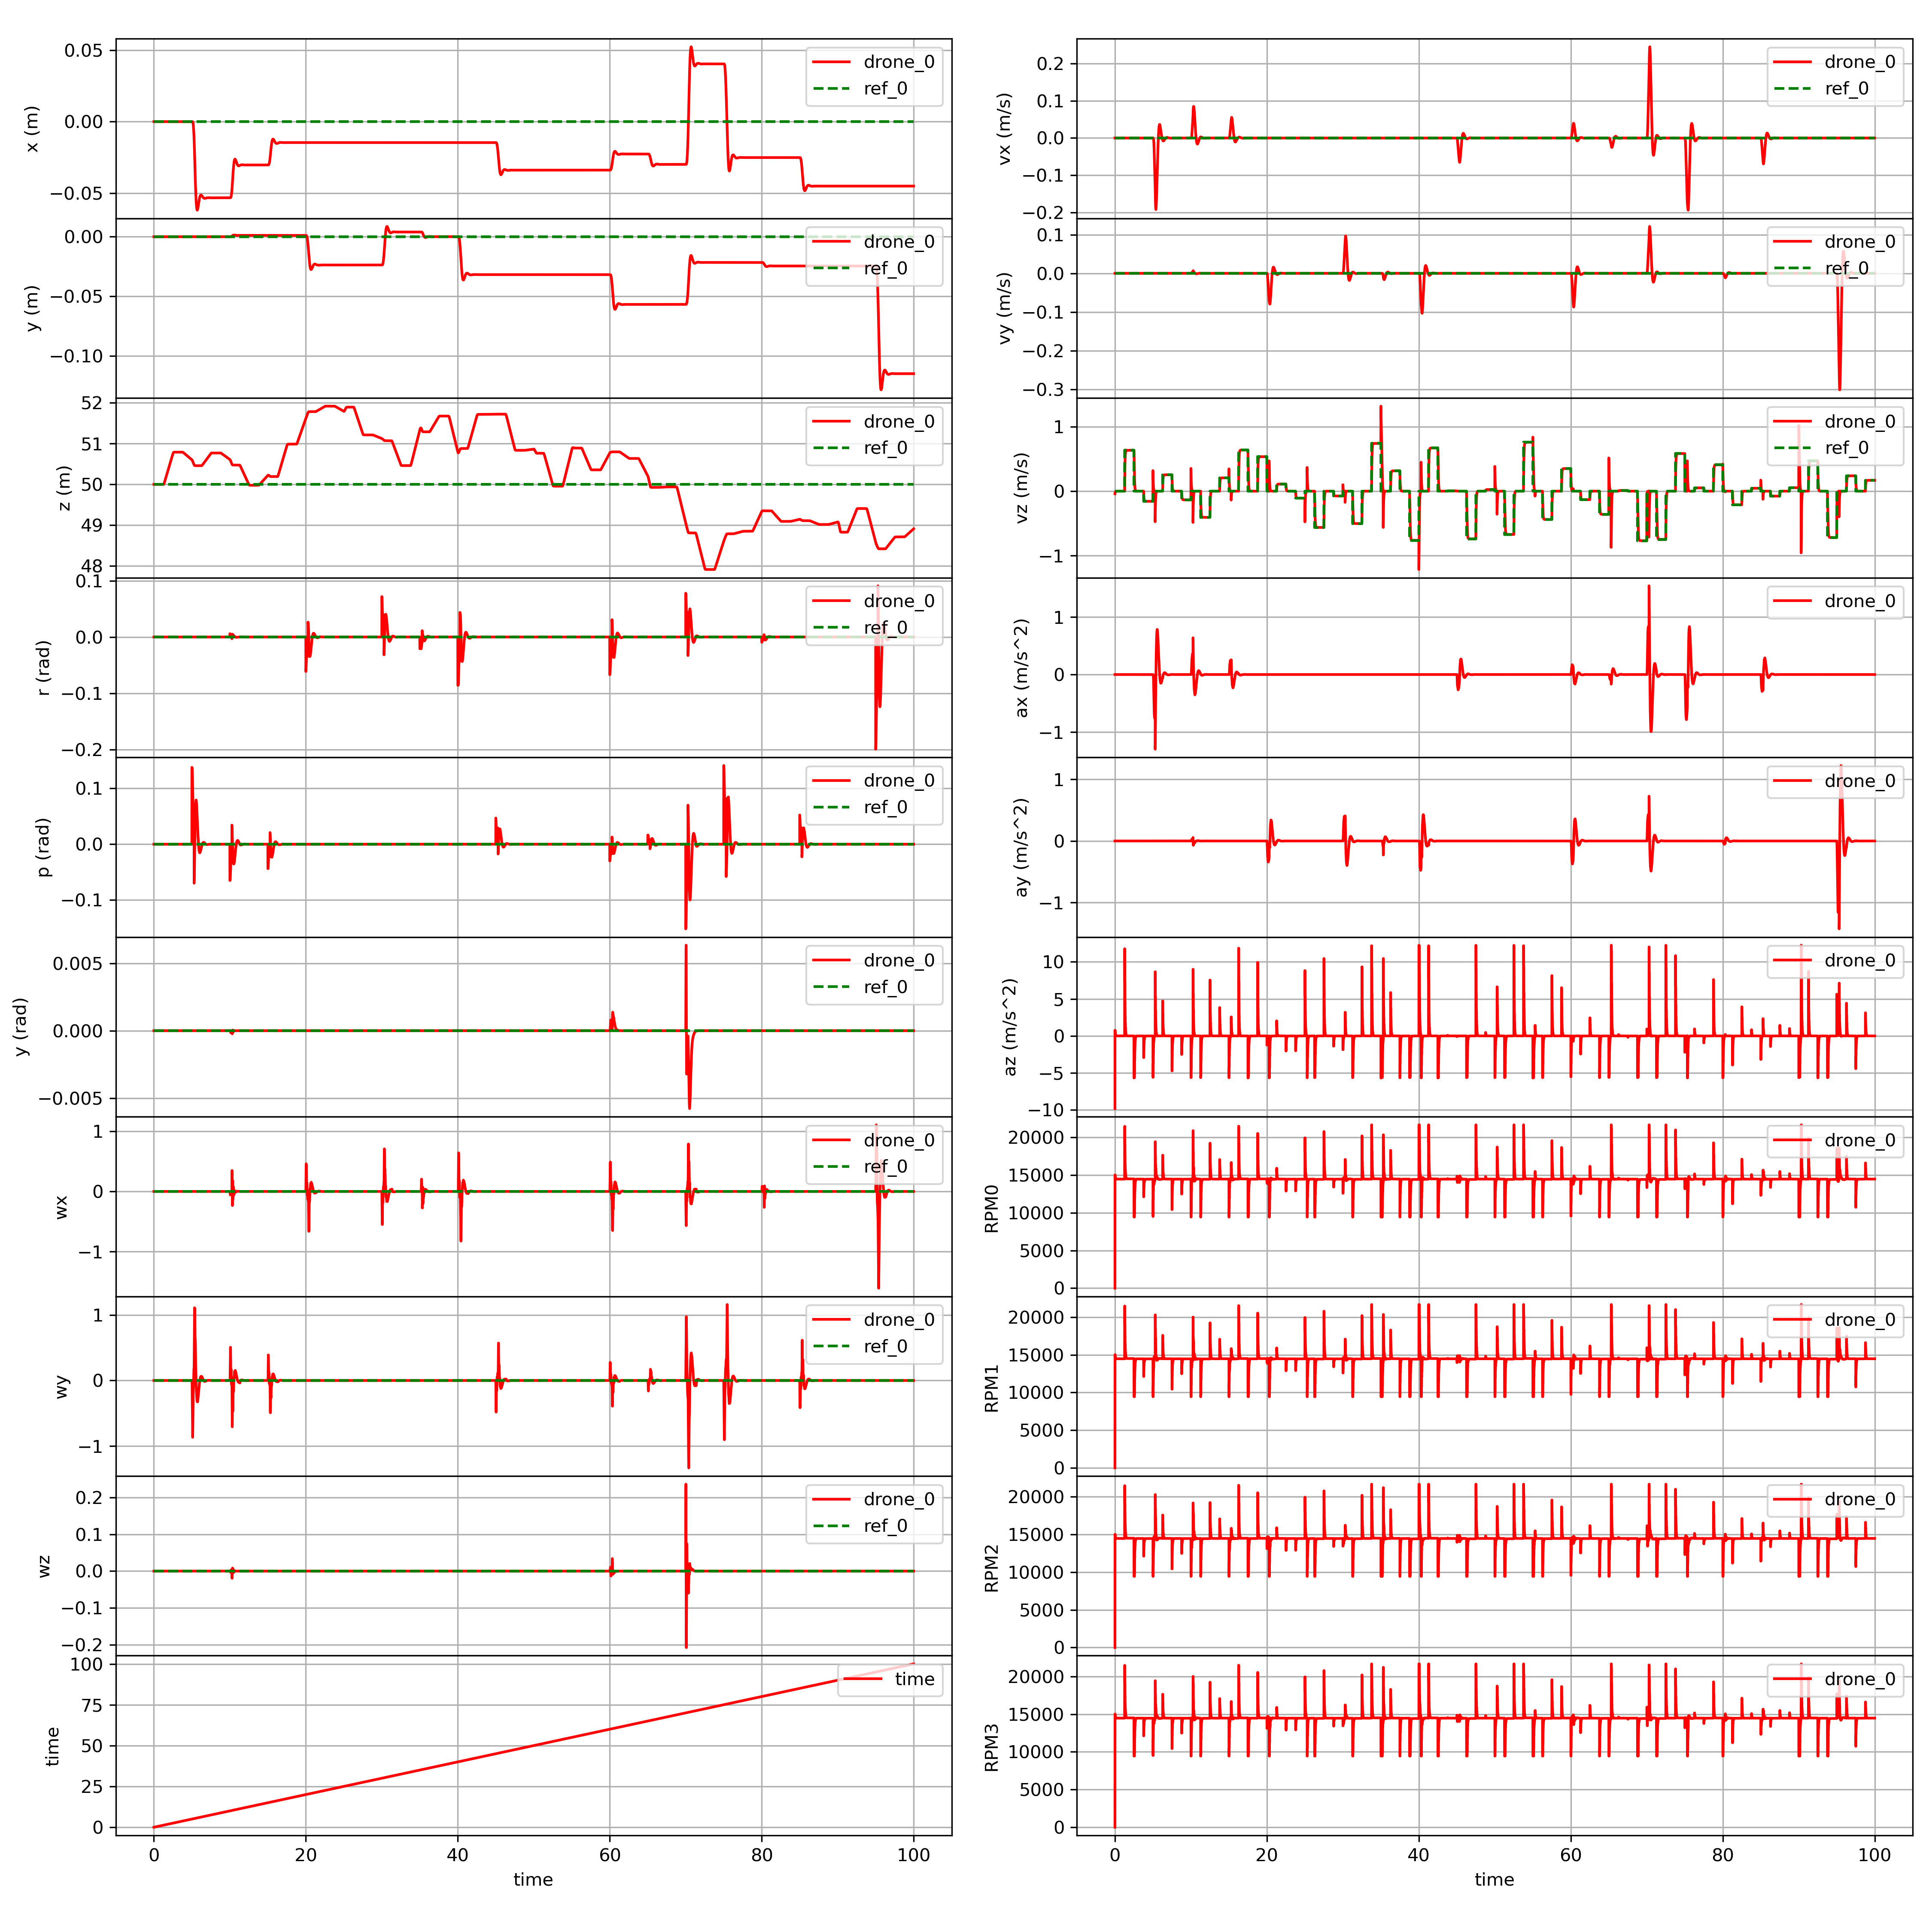 0.05
0.00
−0.05
x (m)
drone_0
ref_0
0.00
−0.05
−0.10
y (m)
drone_0
ref_0
52
51
50
49
48
z (m)
drone_0
ref_0
0.1
0.0
−0.1
−0.2
r (rad)
drone_0
ref_0
0.1
0.0
−0.1
p (rad)
drone_0
ref_0
0.005
0.000
−0.005
y (rad)
drone_0
ref_0
1
0
−1
wx
drone_0
ref_0
1
0
−1
wy
drone_0
ref_0
0.2
0.1
0.0
−0.1
−0.2
wz
drone_0
ref_0
100
75
50
25
0
time
time
0 20 40 60 80 100
time
0.2
0.1
0.0
−0.1
−0.2
vx (m/s)
drone_0
ref_0
0.1
0.0
−0.1
−0.2
−0.3
vy (m/s)
drone_0
ref_0
1
0
−1
vz (m/s)
drone_0
ref_0
1
0
−1
ax (m/s^2)
drone_0
1
0
−1
ay (m/s^2)
drone_0
10
5
0
−5
−10
az (m/s^2)
drone_0
20000
15000
10000
5000
0
RPM0
drone_0
20000
15000
10000
5000
0
RPM1
drone_0
20000
15000
10000
5000
0
RPM2
drone_0
20000
15000
10000
5000
0
RPM3
drone_0
0 20 40 60 80 100
time